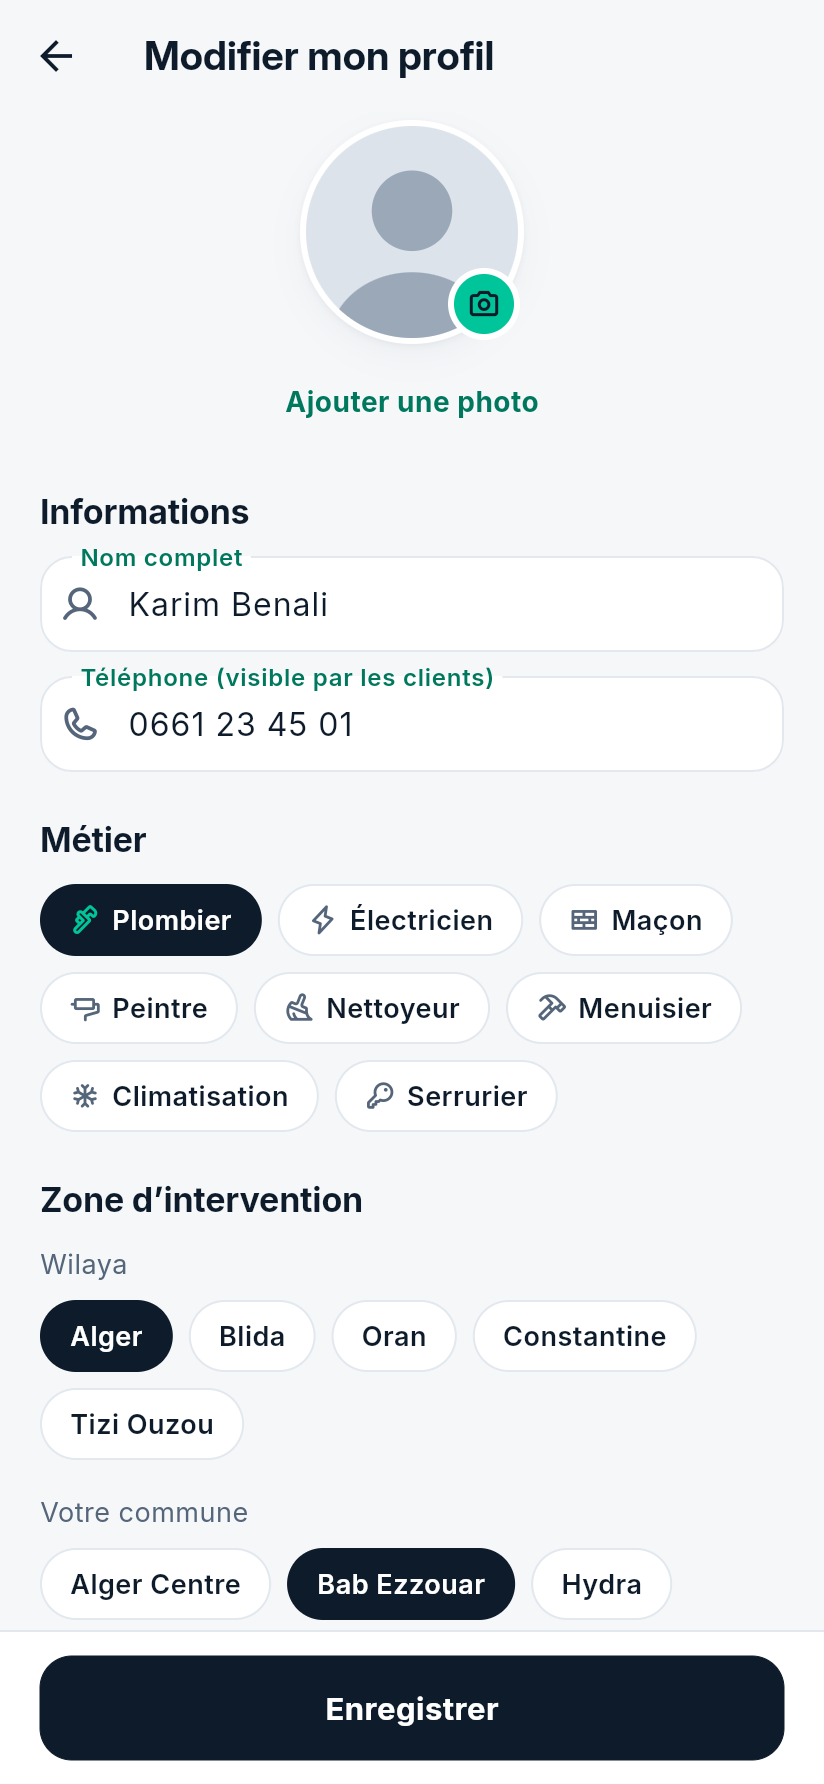 Modifier mon profil
Ajouter une photo
Informations
Nom complet
Karim Benali
Téléphone (visible par les clients)
0661 23 45 01
Métier
Plombier Électricien Maçon
Peintre Nettoyeur Menuisier
Climatisation Serrurier
Zone d’intervention
Wilaya
Alger Blida Oran Constantine
Tizi Ouzou
Votre commune
Alger Centre Bab Ezzouar Hydra
Enregistrer